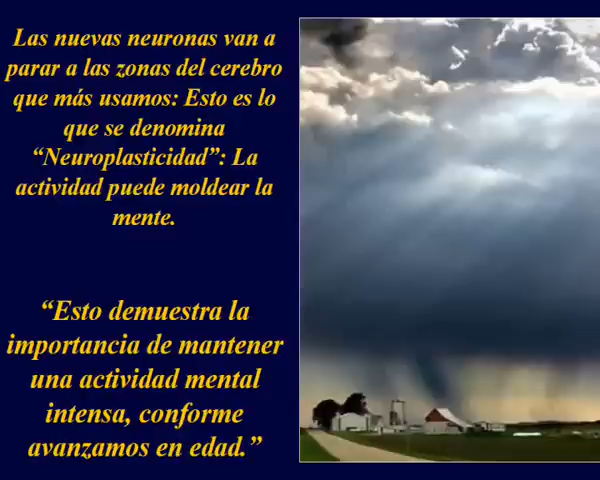 Las nuevas neuronas van a
parar a las zonas del cerebro
que más usamos: Esto es lo
que se denomina
“Neuroplasticidad”: La
actividad puede moldear la
mente.
“Esto demuestra la
importancia de mantener
una actividad mental
intensa, conforme
avanzamos en edad.”